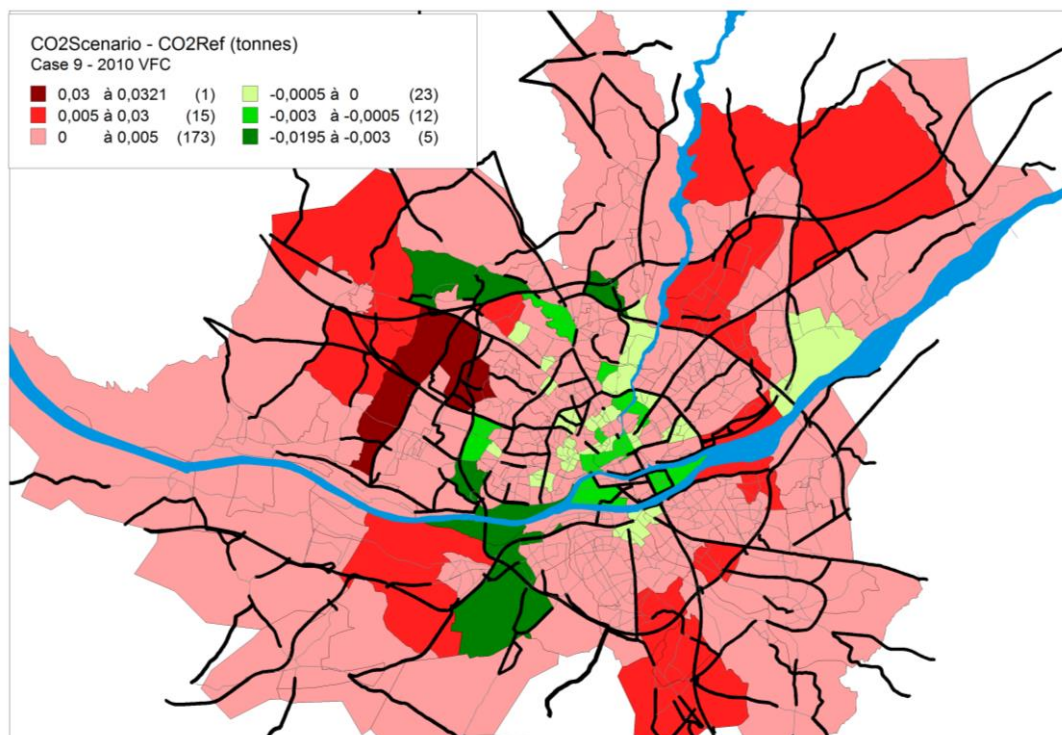 CO2Scenario - CO2Ref (tonnes)
Case 9 - 2010 VFC
0,03 à 0,0321 (1) -0,0005 à 0 (23)
0,005 à 0,03 (15) -0,003 à -0,0005 (12)
0 à 0,005 (173) -0,0195 à -0,003 (5)